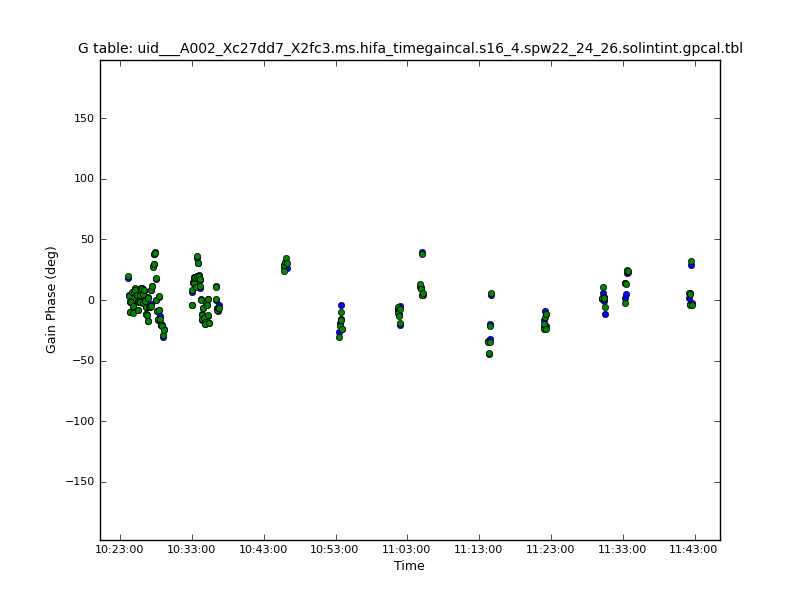 G table: uid___A002_Xc27dd7_X2fc3.ms.hifa_timegaincal.s16_4.spw22_24_26.solintint.gpcal.tbl
Gain Phase (deg)
150
100
50
0
−50
−100
−150
10:23:00 10:33:00 10:43:00 10:53:00 11:03:00 11:13:00 11:23:00 11:33:00 11:43:00
Time